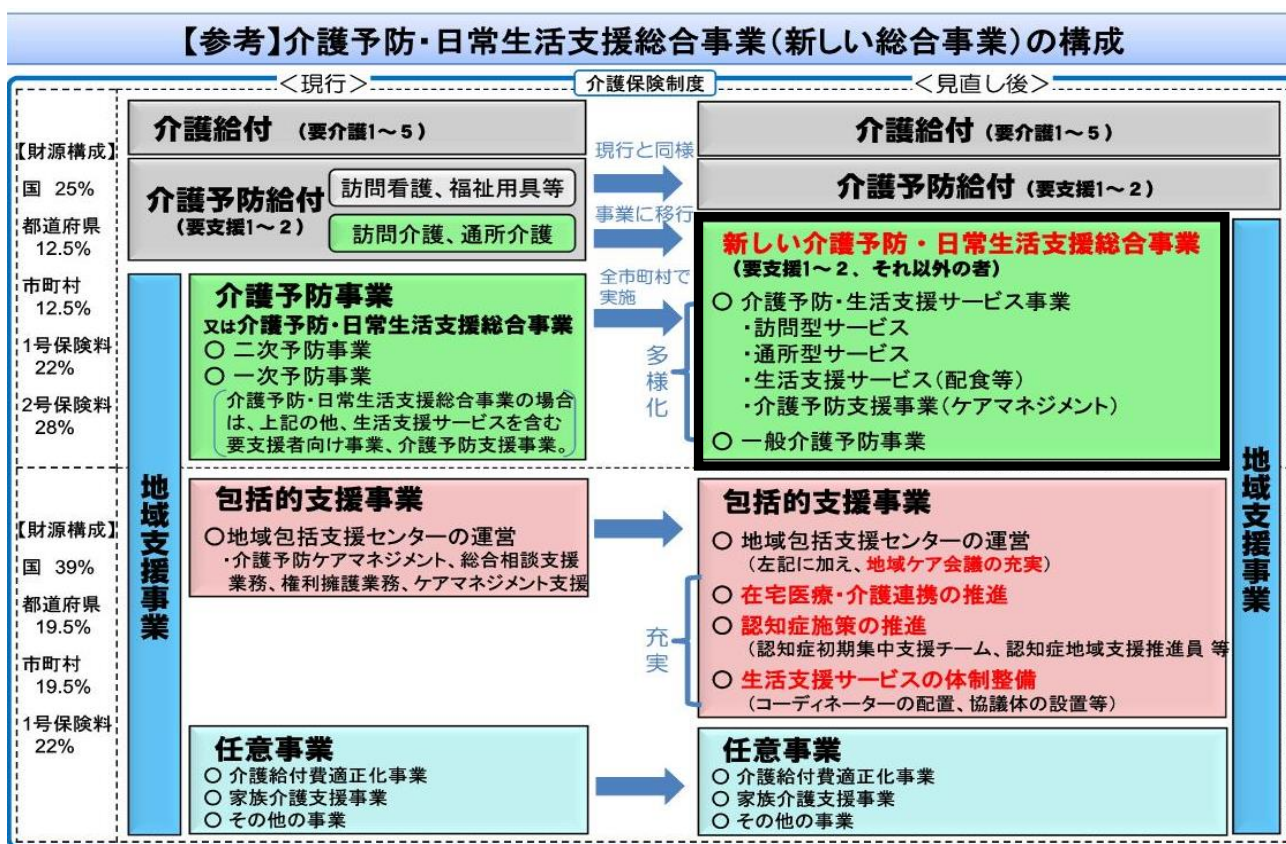 【参考】介護予防・日常生活支援総合事業（新しい総合事業）の構成
＜現行＞
介護保険制度
＜見直し後＞
【財源構成】
国 25%
都道府県
12.5%
市町村
12.5%
1号保険料
22%
2号保険料
28%
【財源構成】
国 39%
都道府県
19.5%
市町村
19.5%
1号保険料
22%
介護給付 （要介護1～5）
介護予防給付
（要支援1～2）
訪問看護、福祉用具等
訪問介護、通所介護
地域支援事業
介護予防事業
又は介護予防・日常生活支援総合事業
○ 二次予防事業
○ 一次予防事業
介護予防・日常生活支援総合事業の場合
は、上記の他、生活支援サービスを含む
要支援者向け事業、介護予防支援事業。
包括的支援事業
○地域包括支援センターの運営
・介護予防ケアマネジメント、総合相談支援
業務、権利擁護業務、ケアマネジメント支援
任意事業
○ 介護給付費適正化事業
○ 家族介護支援事業
○ その他の事業
現行と同様
事業に移行
全市町村で
実施
多様化
充実
介護給付（要介護1～5）
介護予防給付（要支援1～2）
新しい介護予防・日常生活支援総合事業
（要支援1～2、それ以外の者）
○ 介護予防・生活支援サービス事業
・訪問型サービス
・通所型サービス
・生活支援サービス（配食等）
・介護予防支援事業（ケアマネジメント）
○ 一般介護予防事業
包括的支援事業
○ 地域包括支援センターの運営
（左記に加え、地域ケア会議の充実）
○ 在宅医療・介護連携の推進
○ 認知症施策の推進
（認知症初期集中支援チーム、認知症地域支援推進員 等
○ 生活支援サービスの体制整備
（コーディネーターの配置、協議体の設置等）
任意事業
○ 介護給付費適正化事業
○ 家族介護支援事業
○ その他の事業
地域支援事業